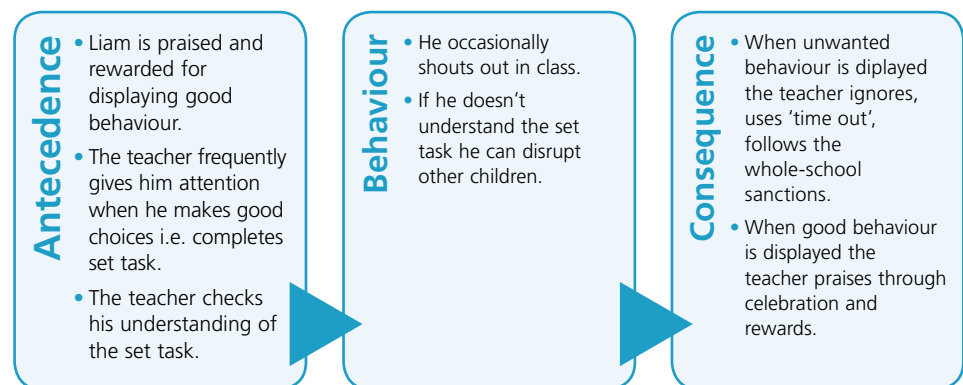 Antecedence
• Liam is praised and
rewarded for
displaying good
behaviour.
• The teacher frequently
gives him attention
when he makes good
choices i.e. completes
set task.
• The teacher checks
his understanding of
the set task.
Behaviour
• He occasionally
shouts out in class.
• If he doesn't
understand the set
task he can disrupt
other children.
Consequence
• When unwanted
behaviour is diplayed
the teacher ignores,
uses ‘time out’,
follows the
whole-school
sanctions.
• When good behaviour
is displayed the
teacher praises through
celebration and
rewards.